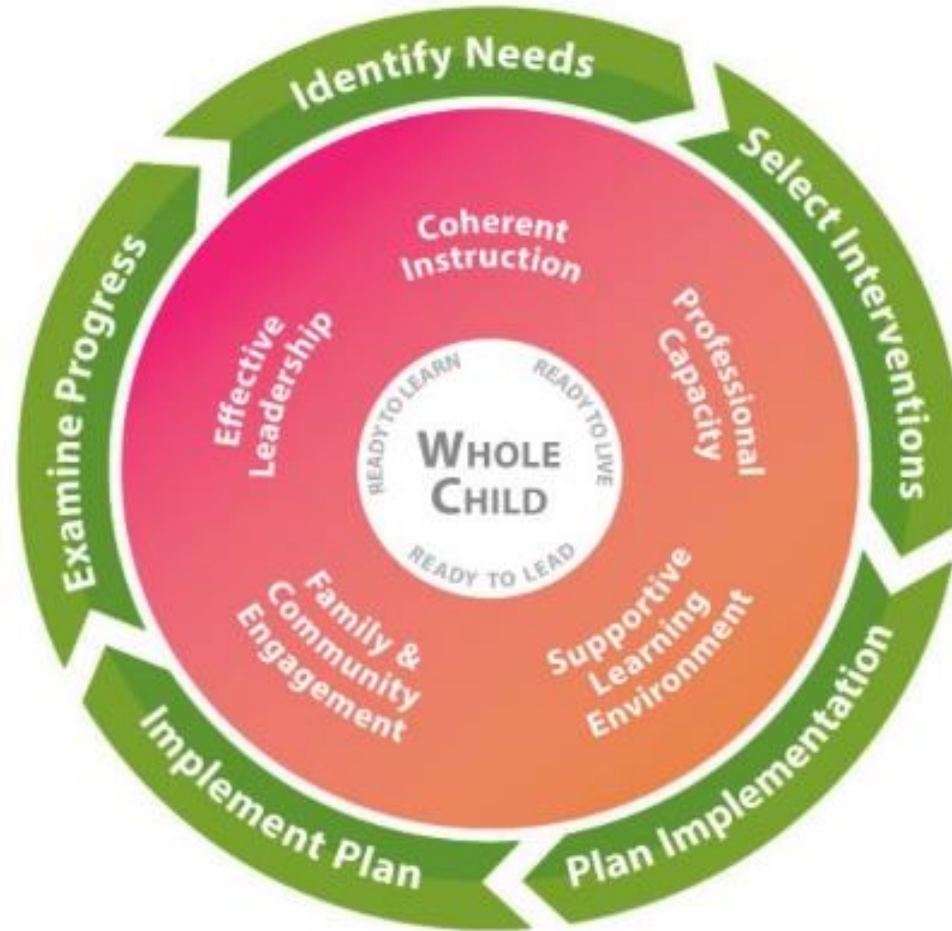 Identify Needs
Select Interventions
Plan Implementation
Implement Plan
Examine Progress
Coherent
Instruction
Professional
Capacity
Supportive
Learning
Environment
Family &
Community
Engagement
Effective
Leadership
READY TO LEARN
READY TO LIVE
READY TO LEAD
WHOLE
CHILD